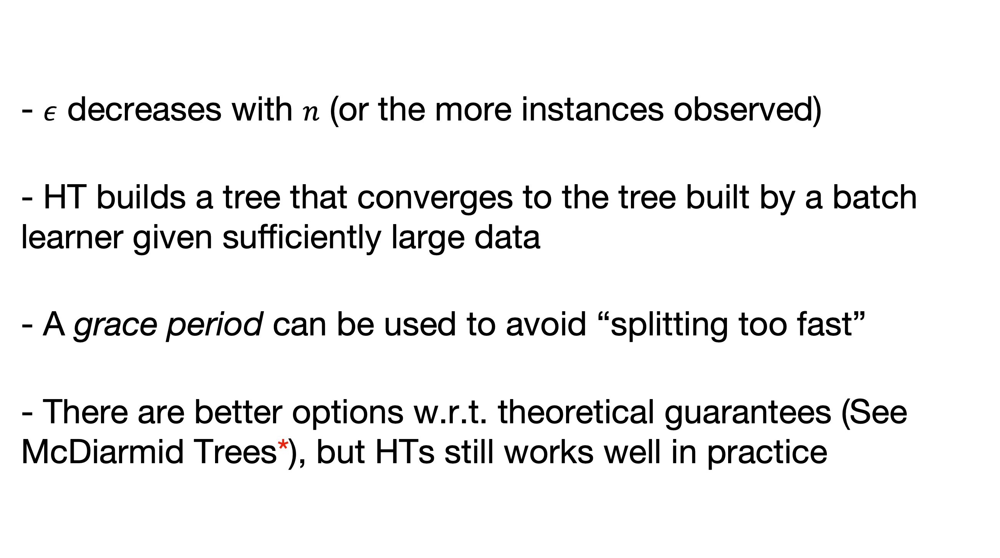 - ϵ decreases with n (or the more instances observed)
- HT builds a tree that converges to the tree built by a batch
learner given sufficiently large data
- A grace period can be used to avoid “splitting too fast”
- There are better options w.r.t. theoretical guarantees (See
McDiarmid Trees*), but HTs still works well in practice